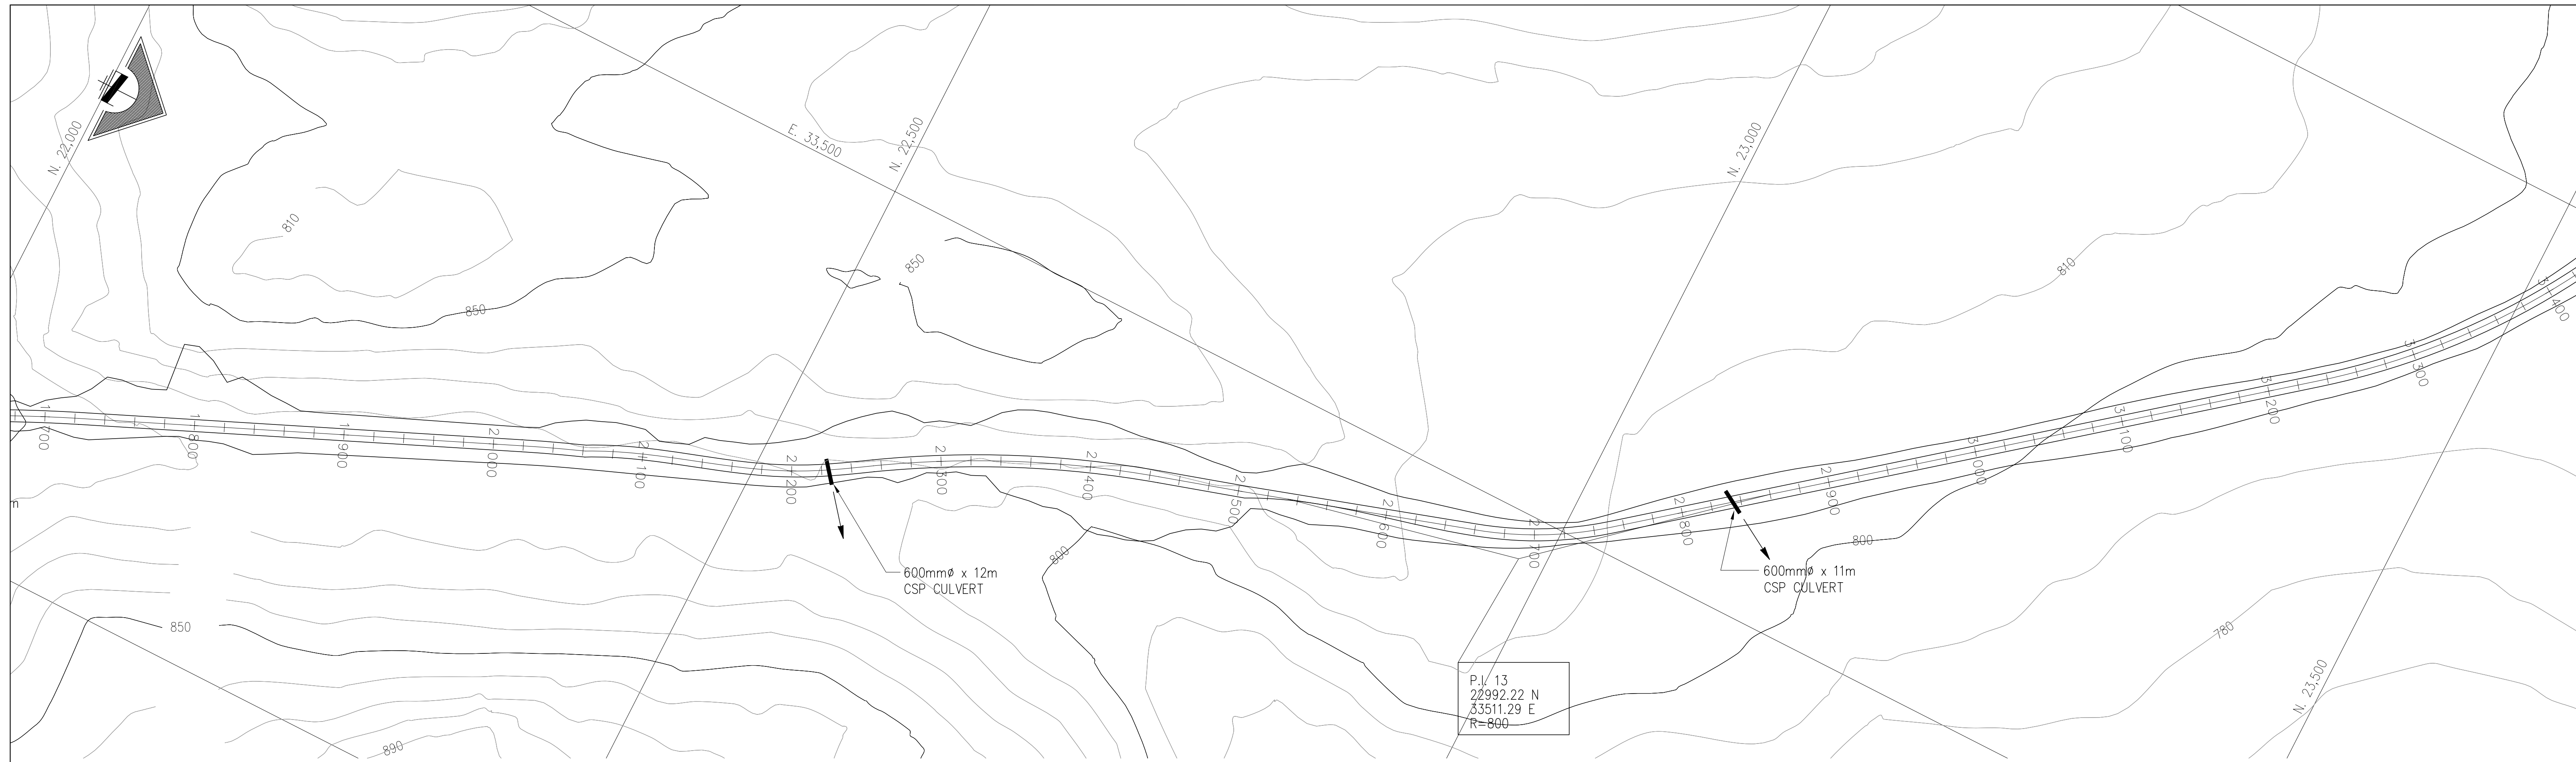 N. 22,000
E. 33,500
N. 22,500
N. 23,000
810
850
850
810
1 700
1 800
1 900
2 000
2 100
2 200
2 300
2 400
2 500
2 600
2 700
2 800
2 900
3 000
3 100
3 200
3 300
3 400
m
600mmø x 12m
CSP CULVERT
800
600mmø x 11m
CSP CULVERT
800
850
780
P.I. 13
22992.22 N
33511.29 E
R=800
N. 23,500
890